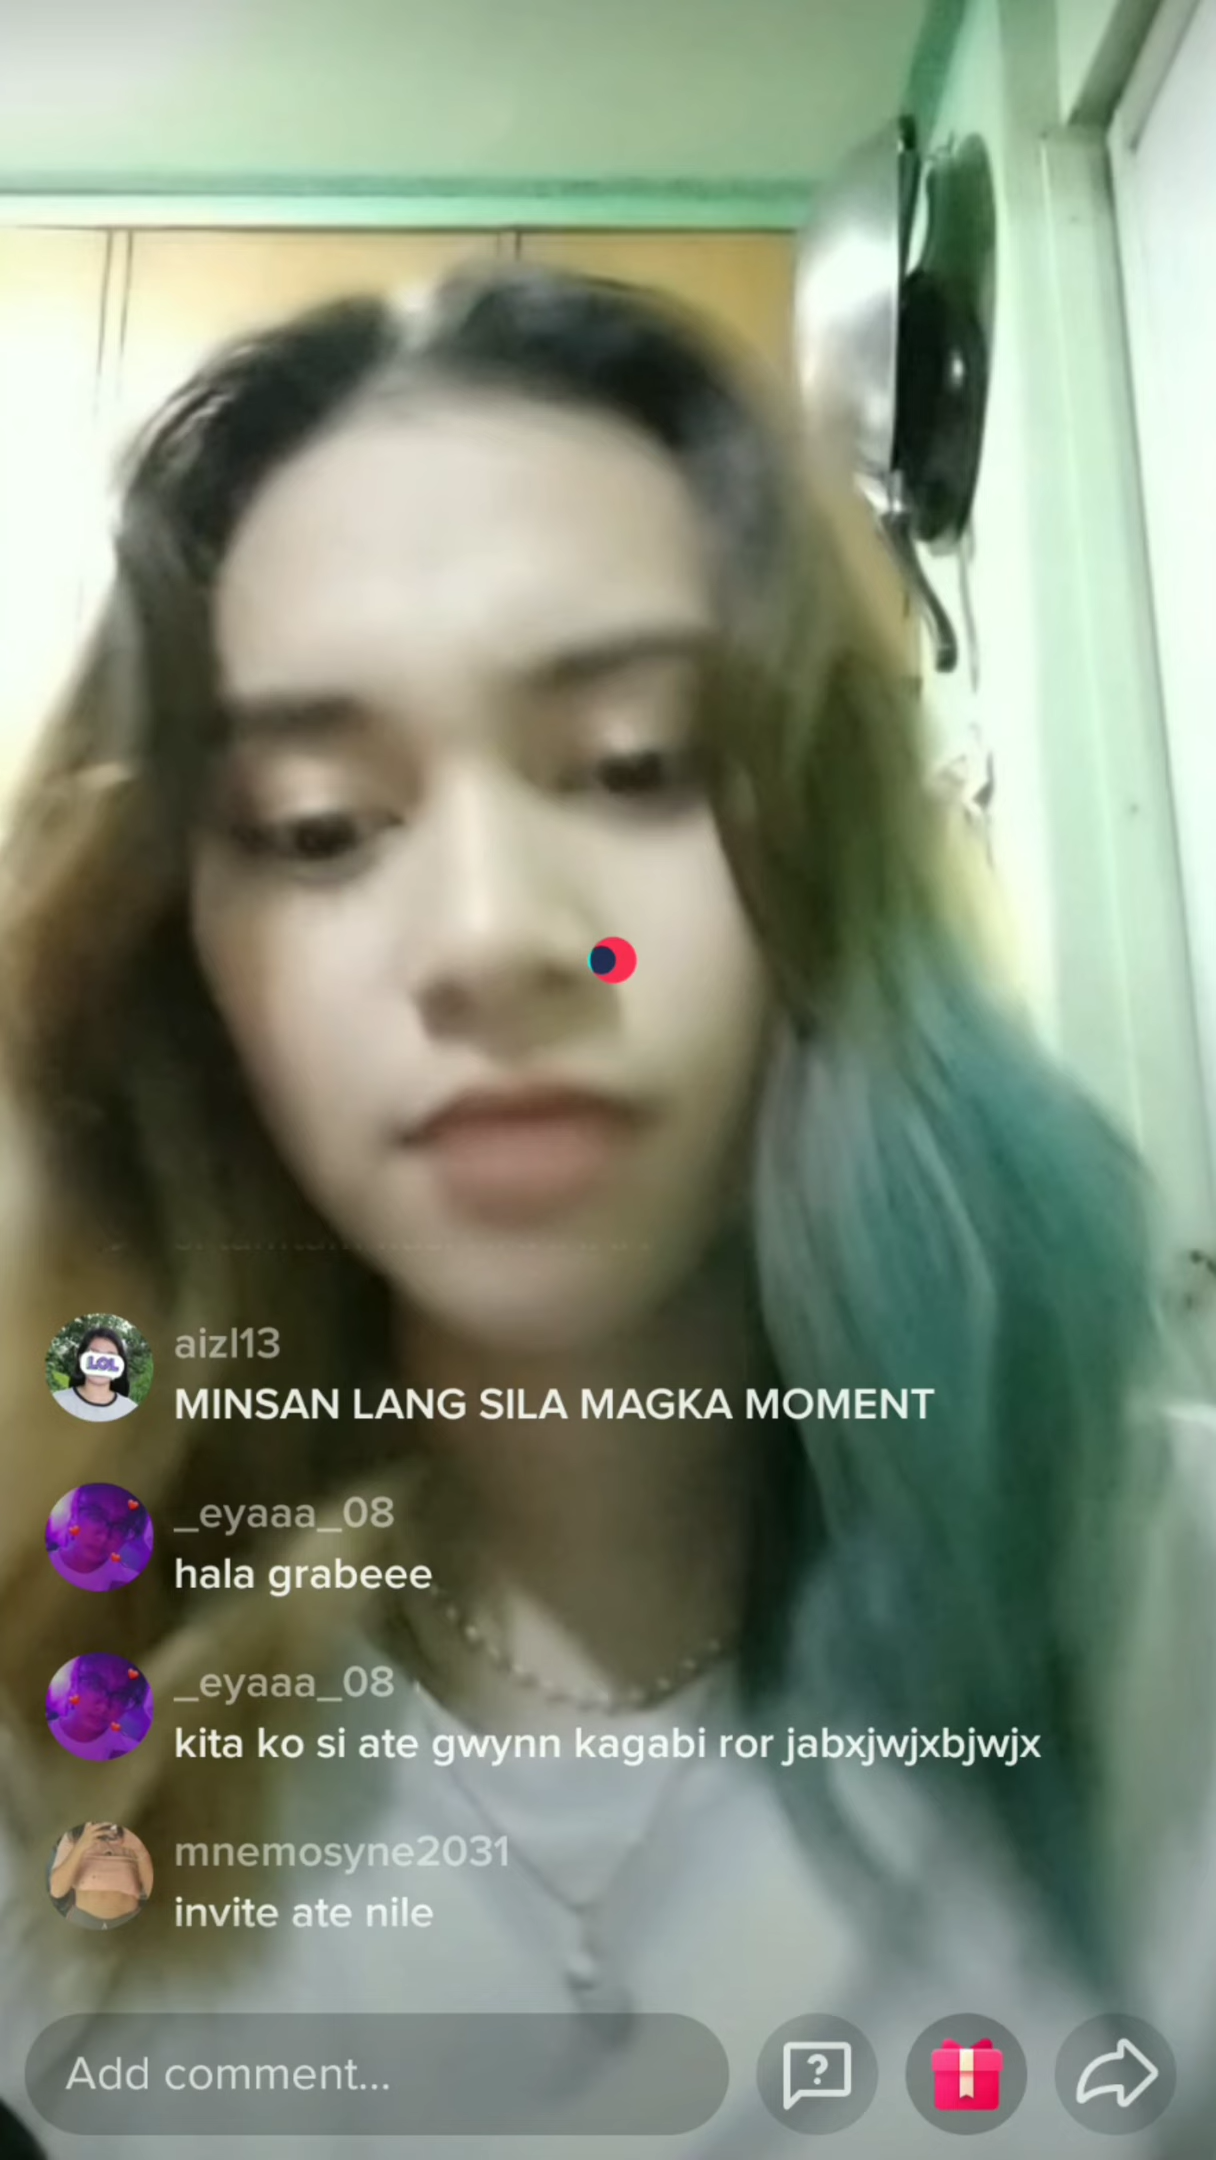 aizl13
MINSAN LANG SILA MAGKA MOMENT
_eyaaa_08
hala grabeee
_eyaaa_08
kita ko si ate gwynn kagabi ror jabxjwjxbjwjx
mnemosyne2031
invite ate nile
Add comment...